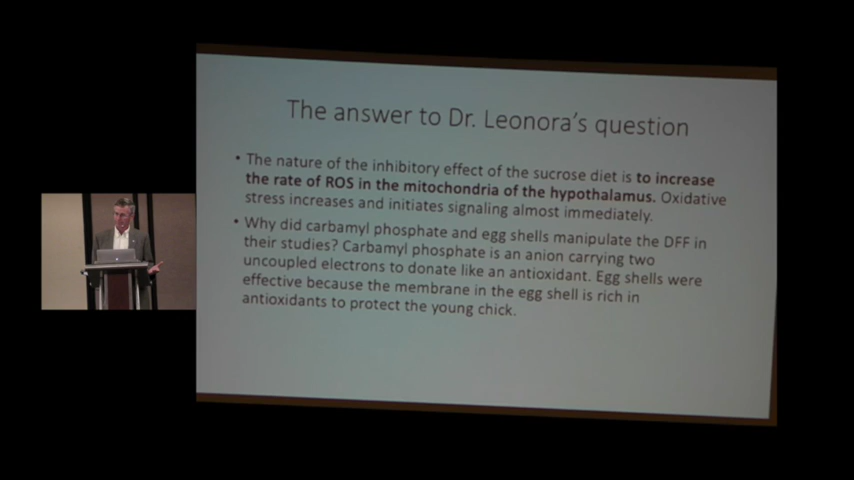 The answer to Dr. Leonora's question
• The nature of the inhibitory effect of the sucrose diet is to increase
the rate of ROS in the mitochondria of the hypothalamus. Oxidative
stress increases and initiates signaling almost immediately.
• Why did carbamyl phosphate and egg shells manipulate the DFF in
their studies? Carbamyl phosphate is an anion carrying two
uncoupled electrons to donate like an antioxidant. Egg shells were
effective because the membrane in the egg shell is rich in
antioxidants to protect the young chick.